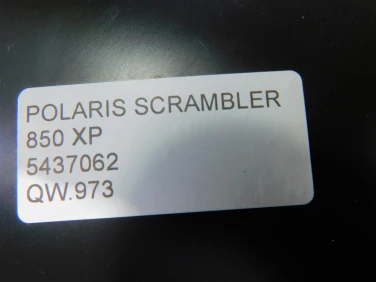 POLARIS SCRAMBLER
850 XP
5437062
QW.973